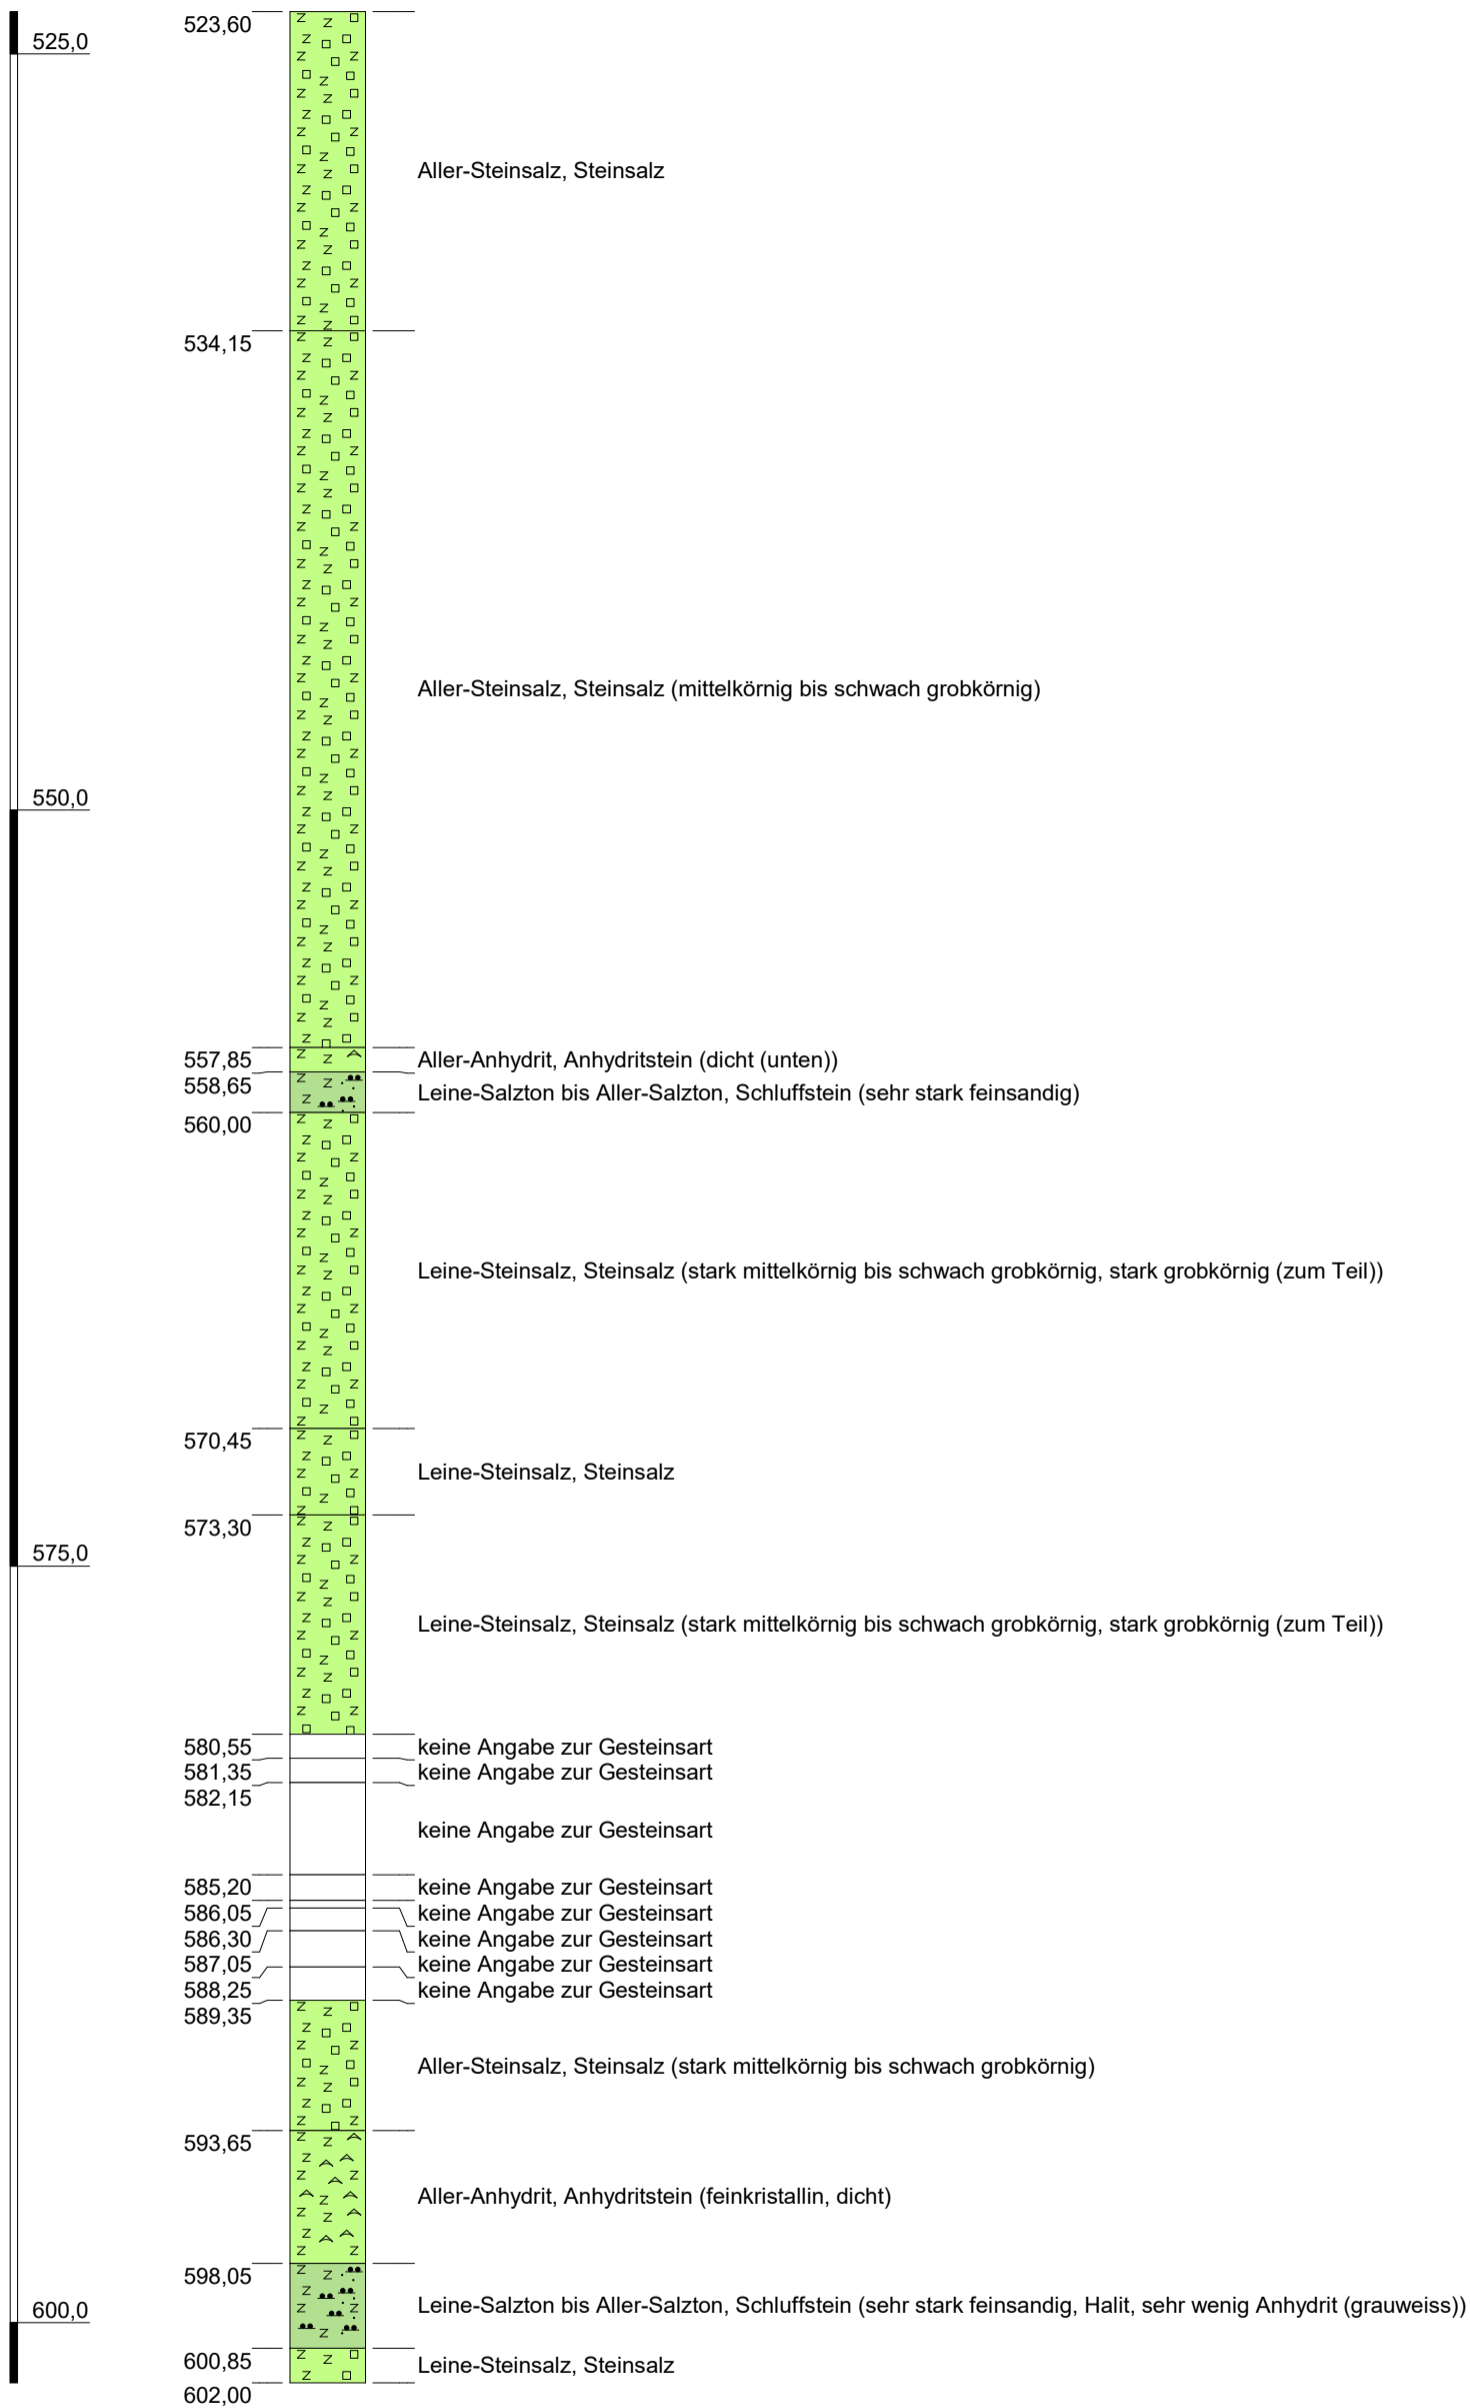 523,60
525,0
Aller-Steinsalz, Steinsalz
534,15
Aller-Steinsalz, Steinsalz (mittelkörnig bis schwach grobkörnig)
550,0
557,85
Aller-Anhydrit, Anhydritstein (dicht (unten))
558,65
Leine-Salzton bis Aller-Salzton, Schluffstein (sehr stark feinsandig)
560,00
Leine-Steinsalz, Steinsalz (stark mittelkörnig bis schwach grobkörnig, stark grobkörnig (zum Teil))
570,45
Leine-Steinsalz, Steinsalz
573,30
575,0
Leine-Steinsalz, Steinsalz (stark mittelkörnig bis schwach grobkörnig, stark grobkörnig (zum Teil))
580,55
keine Angabe zur Gesteinsart
581,35
keine Angabe zur Gesteinsart
582,15
keine Angabe zur Gesteinsart
585,20
keine Angabe zur Gesteinsart
586,05
keine Angabe zur Gesteinsart
586,30
keine Angabe zur Gesteinsart
587,05
keine Angabe zur Gesteinsart
588,25
keine Angabe zur Gesteinsart
589,35
Aller-Steinsalz, Steinsalz (stark mittelkörnig bis schwach grobkörnig)
593,65
Aller-Anhydrit, Anhydritstein (feinkristallin, dicht)
598,05
Leine-Salzton bis Aller-Salzton, Schluffstein (sehr stark feinsandig, Halit, sehr wenig Anhydrit (grauweiss))
600,0
600,85
Leine-Steinsalz, Steinsalz
602,00